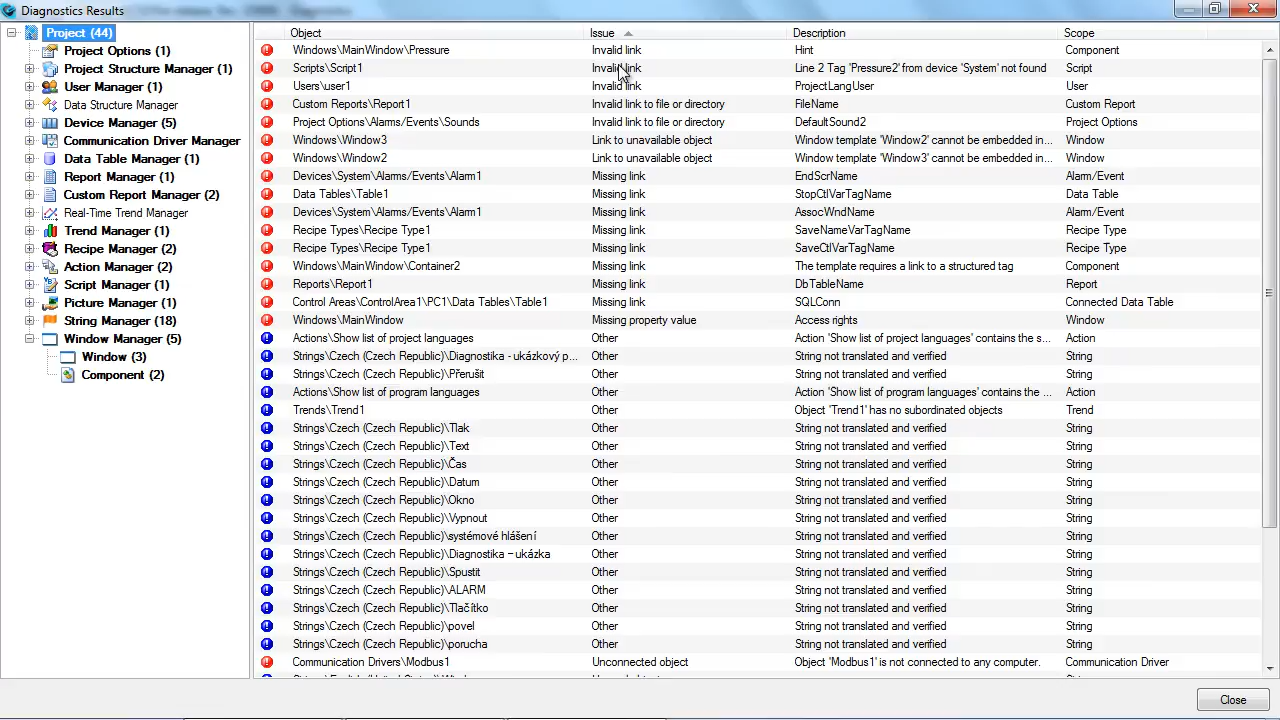 Diagnostics Results
Project (44)
Project Options (1)
Project Structure Manager (1)
User Manager (1)
Data Structure Manager
Device Manager (5)
Communication Driver Manager
Data Table Manager (1)
Report Manager (1)
Custom Report Manager (2)
Real-Time Trend Manager
Trend Manager (1)
Recipe Manager (2)
Action Manager (2)
Script Manager (1)
Picture Manager (1)
String Manager (18)
Window Manager (5)
Window (3)
Component (2)
Object Issue Description Scope
Windows\MainWindow\Pressure Invalid link Hint Component
Scripts\Script1 Invalid link Line 2 Tag 'Pressure2' from device 'System' not found Script
Users\user1 Invalid link ProjectLangUser User
Custom Reports\Report1 Invalid link to file or directory FileName Custom Report
Project Options\Alarms/Events\Sounds Invalid link to file or directory DefaultSound2 Project Options
Windows\Window3 Link to unavailable object Window template 'Window2' cannot be embedded in... Window
Windows\Window2 Link to unavailable object Window template 'Window3' cannot be embedded in... Window
Devices\System\Alarms/Events\Alarm1 Missing link EndScrName Alarm/Event
Data Tables\Table1 Missing link StopCtlVarTagName Data Table
Devices\System\Alarms/Events\Alarm1 Missing link AssocWndName Alarm/Event
Recipe Types\Recipe Type1 Missing link SaveNameVarTagName Recipe Type
Recipe Types\Recipe Type1 Missing link SaveCtlVarTagName Recipe Type
Windows\MainWindow\Container2 Missing link The template requires a link to a structured tag Component
Reports\Report1 Missing link DbTableName Report
Control Areas\ControlArea1\PC1\Data Tables\Table1 Missing link SQLConn Connected Data Table
Windows\MainWindow Missing property value Access rights Window
Actions\Show list of project languages Other Action 'Show list of project languages' contains the s... Action
Strings\Czech (Czech Republic)\Diagnostika - ukázkový p... Other String not translated and verified String
Strings\Czech (Czech Republic)\Přerušit Other String not translated and verified String
Actions\Show list of program languages Other Action 'Show list of program languages' contains the ... Action
Trends\Trend1 Other Object 'Trend1' has no subordinated objects Trend
Strings\Czech (Czech Republic)\Tlak Other String not translated and verified String
Strings\Czech (Czech Republic)\Text Other String not translated and verified String
Strings\Czech (Czech Republic)\Čas Other String not translated and verified String
Strings\Czech (Czech Republic)\Datum Other String not translated and verified String
Strings\Czech (Czech Republic)\Okno Other String not translated and verified String
Strings\Czech (Czech Republic)\Vypnout Other String not translated and verified String
Strings\Czech (Czech Republic)\systémové hlášení Other String not translated and verified String
Strings\Czech (Czech Republic)\Diagnostika – ukázka Other String not translated and verified String
Strings\Czech (Czech Republic)\Spustit Other String not translated and verified String
Strings\Czech (Czech Republic)\ALARM Other String not translated and verified String
Strings\Czech (Czech Republic)\Tlačítko Other String not translated and verified String
Strings\Czech (Czech Republic)\povel Other String not translated and verified String
Strings\Czech (Czech Republic)\porucha Other String not translated and verified String
Communication Drivers\Modbus1 Unconnected object Object 'Modbus1' is not connected to any computer. Communication Driver
Close